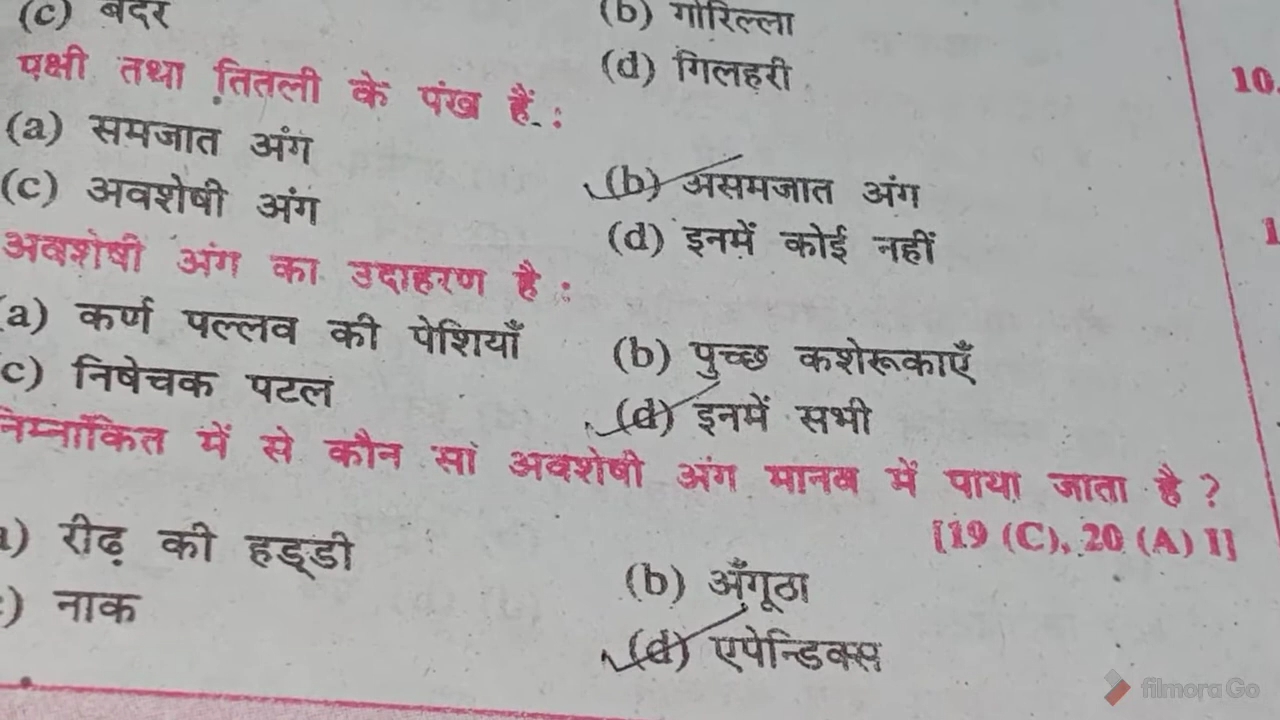 (c) बंदर
(b) गोरिल्ला
(d) गिलहरी
पक्षी तथा तितली के पंख हैं :
(a) समजात अंग
(b) असमजात अंग
(c) अवशेषी अंग
(d) इनमें कोई नहीं
अवशेषी अंग का उदाहरण है :
(a) कर्ण पल्लव की पेशियाँ
(b) पुच्छ कशेरूकाएँ
(c) निषेचक पटल
(d) इनमें सभी
निम्नांकित में से कौन सा अवशेषी अंग मानव में पाया जाता है ?
[19 (C), 20 (A) I]
a) रीढ़ की हड्डी
(b) अँगूठा
c) नाक
(d) एपेन्डिक्स
10.
1
filmora Go